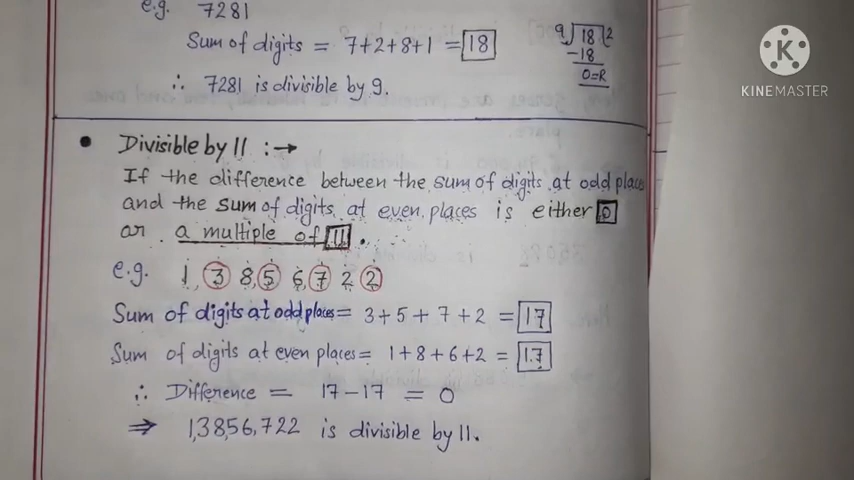 e.g. 7281
Sum of digits = 7+2+8+1 = 18
9) 18 (2
-18
0=R
∴ 7281 is divisible by 9.
KINEMASTER
• Divisible by 11 :→
If the difference between the sum of digits at odd places
and the sum of digits at even places is either 0
or a multiple of 11.
e.g. 1, 3 8, 5 6, 7 2 2
Sum of digits at odd places = 3+5+7+2 = 17
Sum of digits at even places = 1+8+6+2 = 17
∴ Difference = 17-17 = 0
⇒ 1,38,56,722 is divisible by 11.